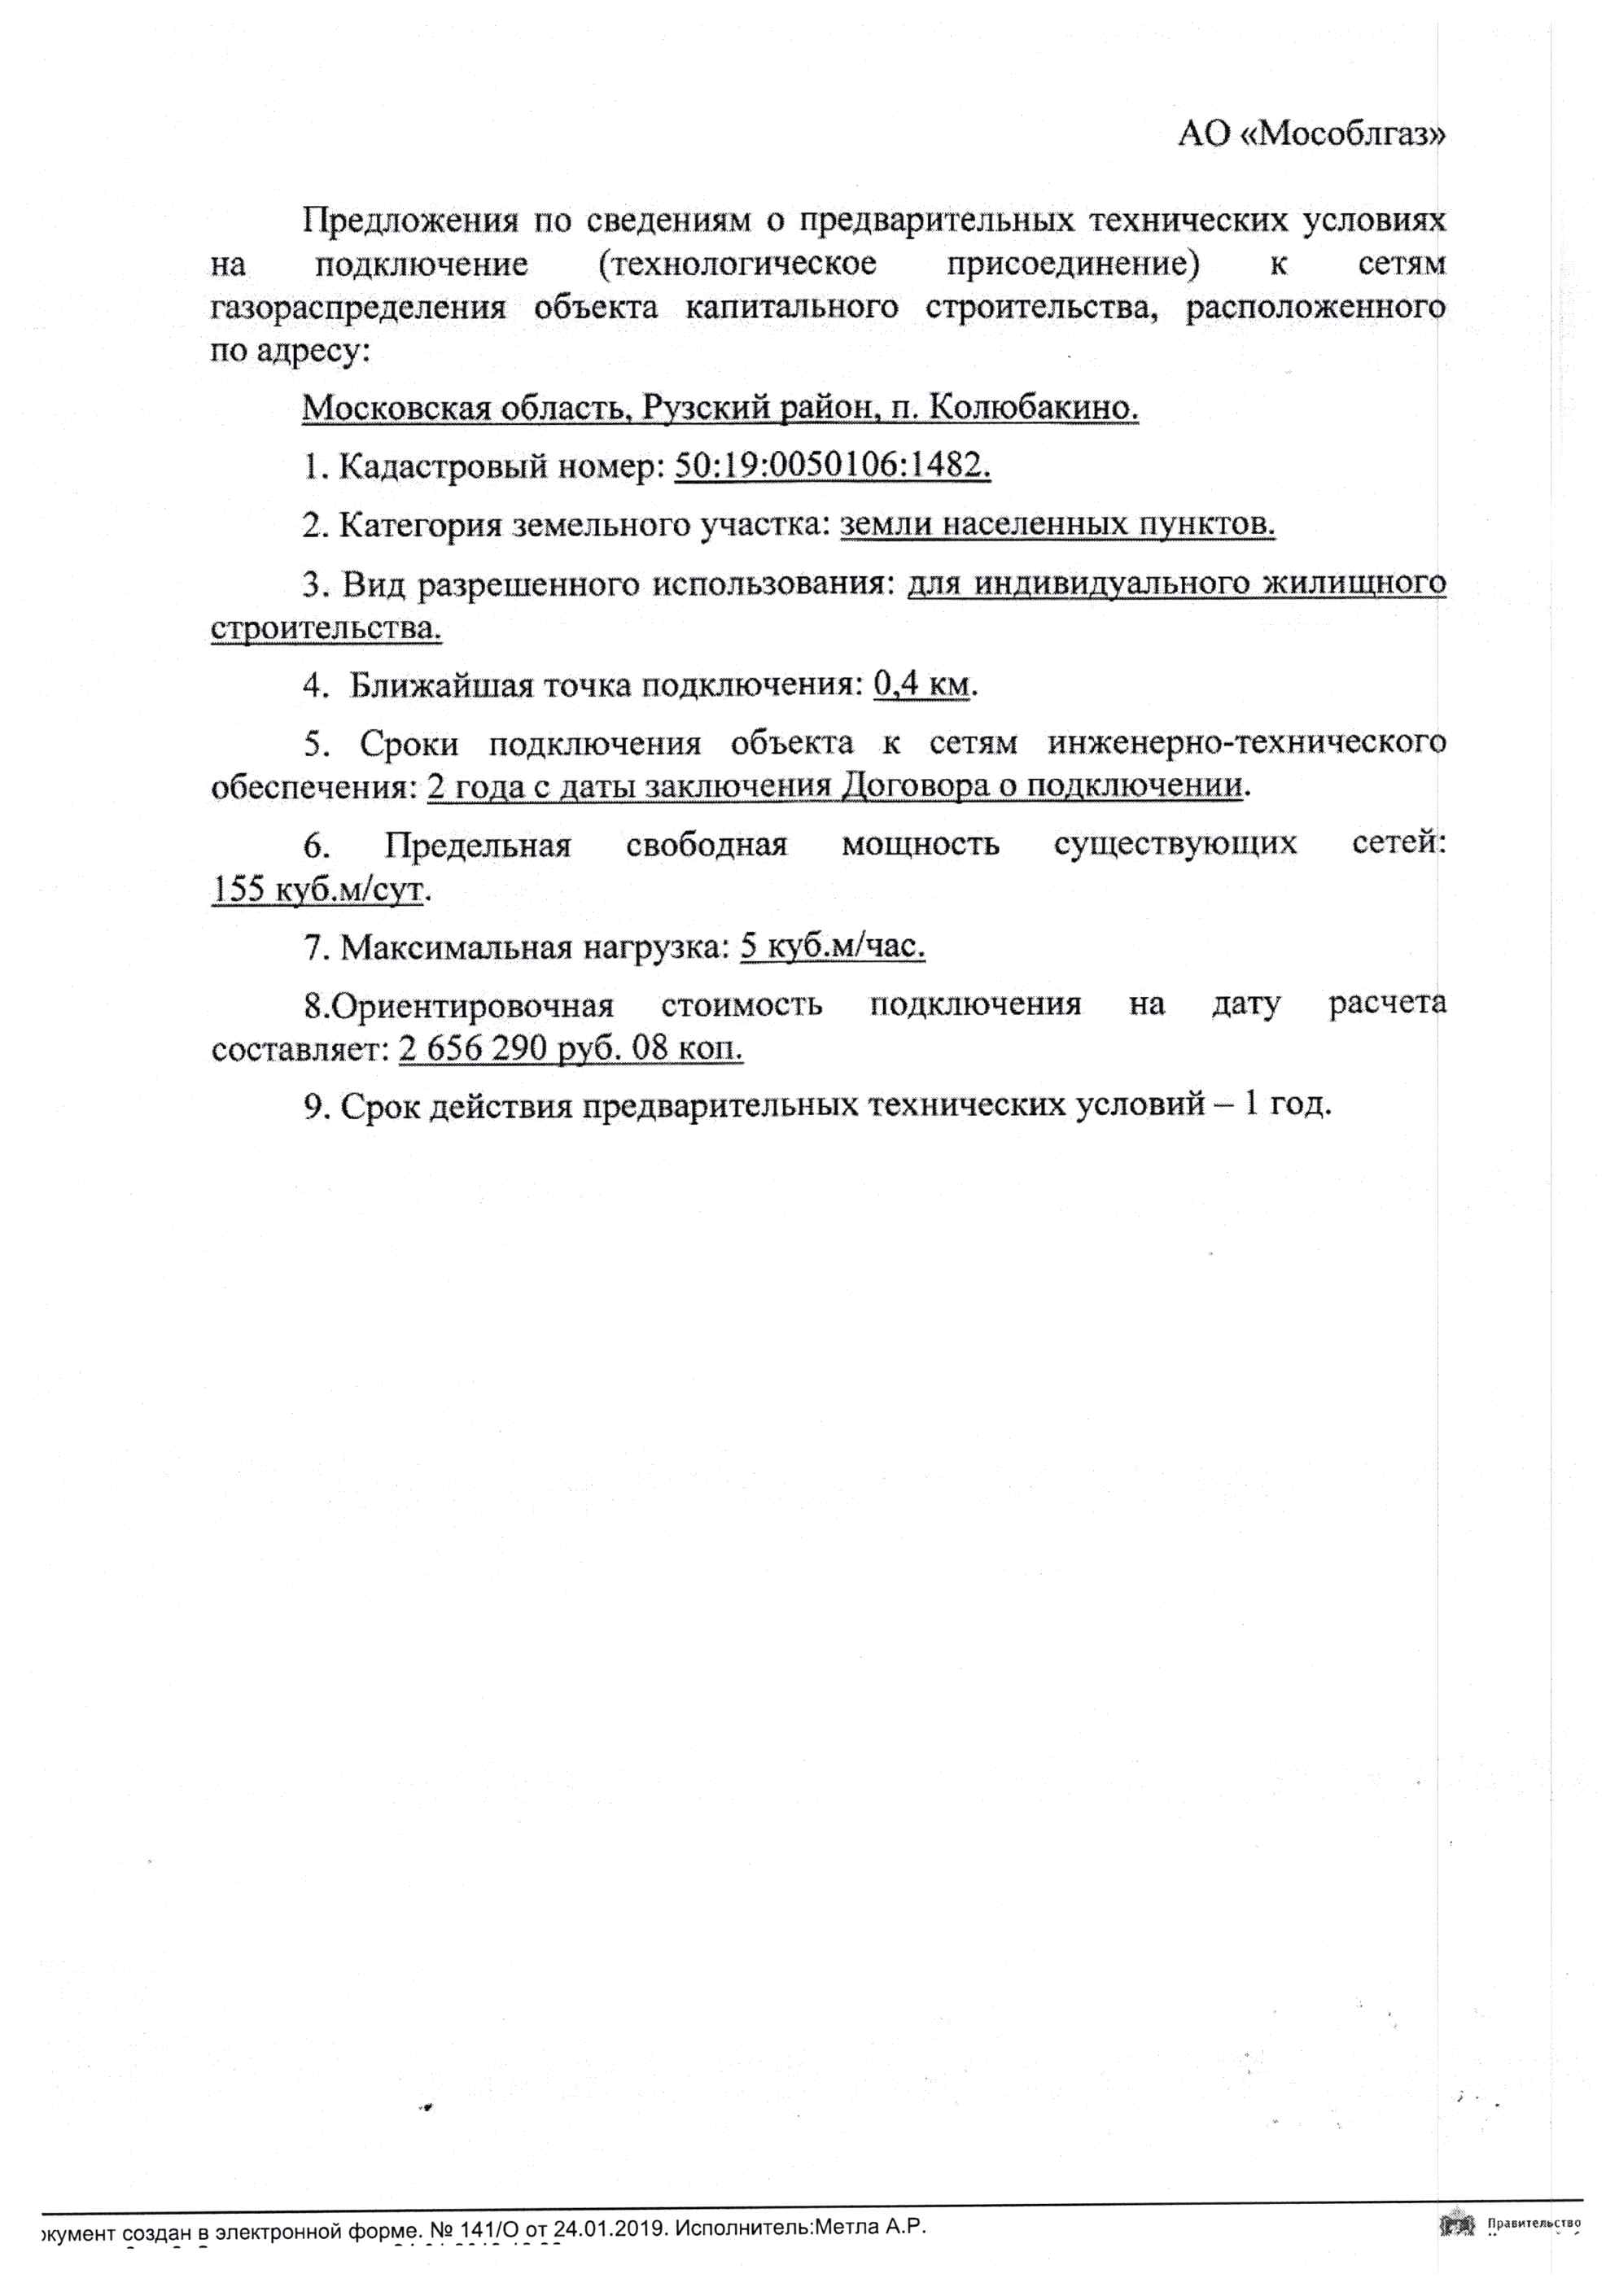 АО «Мособлгаз»
Предложения по сведениям о предварительных технических условиях
на подключение (технологическое присоединение) к сетям
газораспределения объекта капитального строительства, расположенного
по адресу:
Московская область, Рузский район, п. Колюбакино.
1. Кадастровый номер: 50:19:0050106:1482.
2. Категория земельного участка: земли населенных пунктов.
3. Вид разрешенного использования: для индивидуального жилищного
строительства.
4. Ближайшая точка подключения: 0,4 км.
5. Сроки подключения объекта к сетям инженерно-технического
обеспечения: 2 года с даты заключения Договора о подключении.
6. Предельная свободная мощность существующих сетей:
155 куб.м/сут.
7. Максимальная нагрузка: 5 куб.м/час.
8.Ориентировочная стоимость подключения на дату расчета
составляет: 2 656 290 руб. 08 коп.
9. Срок действия предварительных технических условий – 1 год.
окумент создан в электронной форме. № 141/О от 24.01.2019. Исполнитель:Метла А.Р.
Правительство